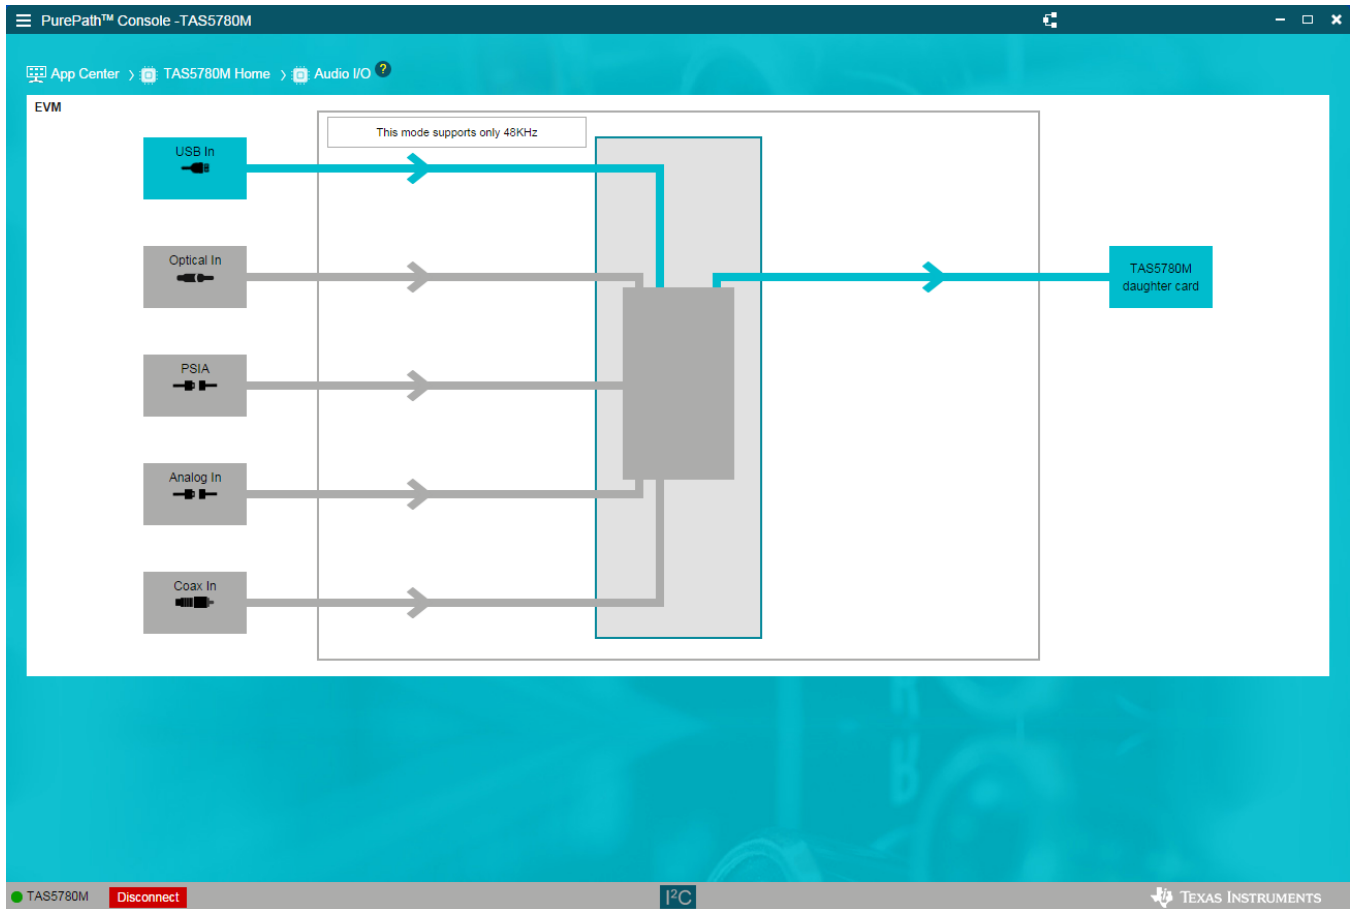 PurePath™ Console -TAS5780M
App Center > TAS5780M Home > Audio I/O ?
EVM
This mode supports only 48KHz
USB In
Optical In
TAS5780M
daughter card
PSIA
Analog In
Coax In
TAS5780M
Disconnect
I²C
TEXAS INSTRUMENTS